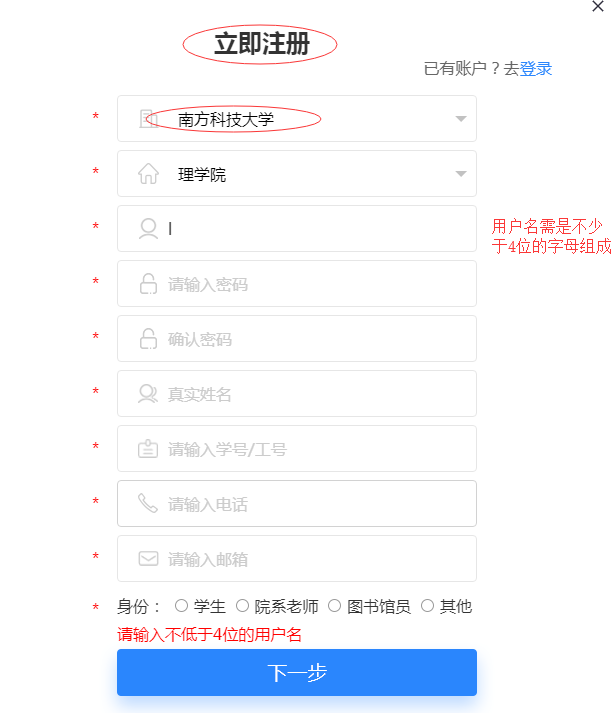 立即注册
已有账户？去登录
* 南方科技大学
* 理学院
* l
用户名需是不少
于4位的字母组成
* 请输入密码
* 确认密码
* 真实姓名
* 请输入学号/工号
* 请输入电话
* 请输入邮箱
* 身份： 学生 院系老师 图书馆员 其他
请输入不低于4位的用户名
下一步